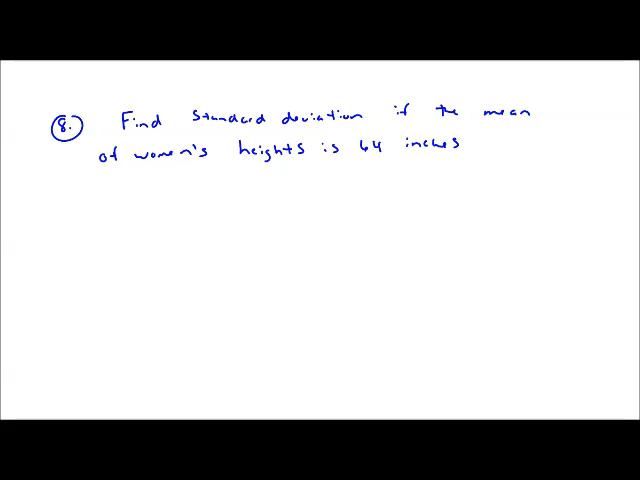 8. Find standard deviation if the mean
of women's heights is 64 inches